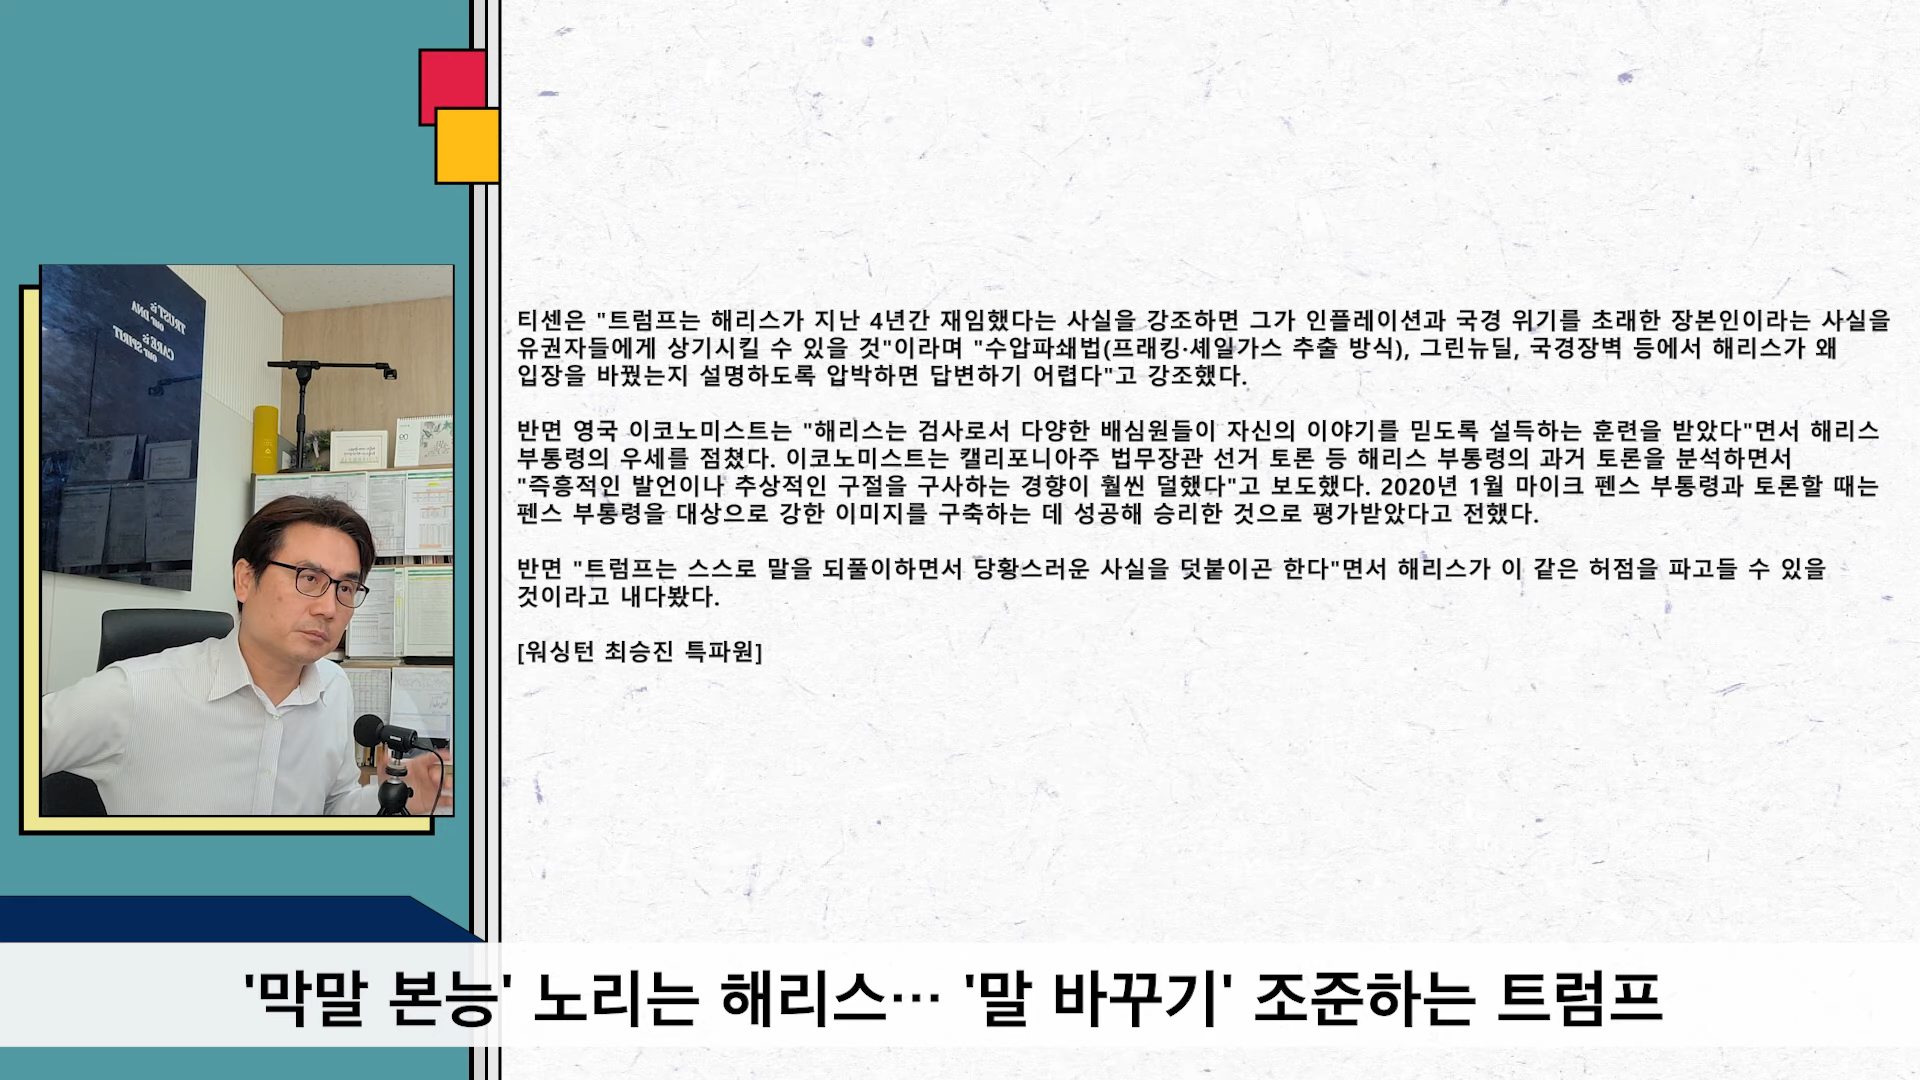 TRUST is
our DNA
CARE is
our SPIRIT
티센은 "트럼프는 해리스가 지난 4년간 재임했다는 사실을 강조하면 그가 인플레이션과 국경 위기를 초래한 장본인이라는 사실을
유권자들에게 상기시킬 수 있을 것"이라며 "수압파쇄법(프래킹·셰일가스 추출 방식), 그린뉴딜, 국경장벽 등에서 해리스가 왜
입장을 바꿨는지 설명하도록 압박하면 답변하기 어렵다"고 강조했다.
반면 영국 이코노미스트는 "해리스는 검사로서 다양한 배심원들이 자신의 이야기를 믿도록 설득하는 훈련을 받았다"면서 해리스
부통령의 우세를 점쳤다. 이코노미스트는 캘리포니아주 법무장관 선거 토론 등 해리스 부통령의 과거 토론을 분석하면서
"즉흥적인 발언이나 추상적인 구절을 구사하는 경향이 훨씬 덜했다"고 보도했다. 2020년 1월 마이크 펜스 부통령과 토론할 때는
펜스 부통령을 대상으로 강한 이미지를 구축하는 데 성공해 승리한 것으로 평가받았다고 전했다.
반면 "트럼프는 스스로 말을 되풀이하면서 당황스러운 사실을 덧붙이곤 한다"면서 해리스가 이 같은 허점을 파고들 수 있을
것이라고 내다봤다.
[워싱턴 최승진 특파원]
'막말 본능' 노리는 해리스… '말 바꾸기' 조준하는 트럼프